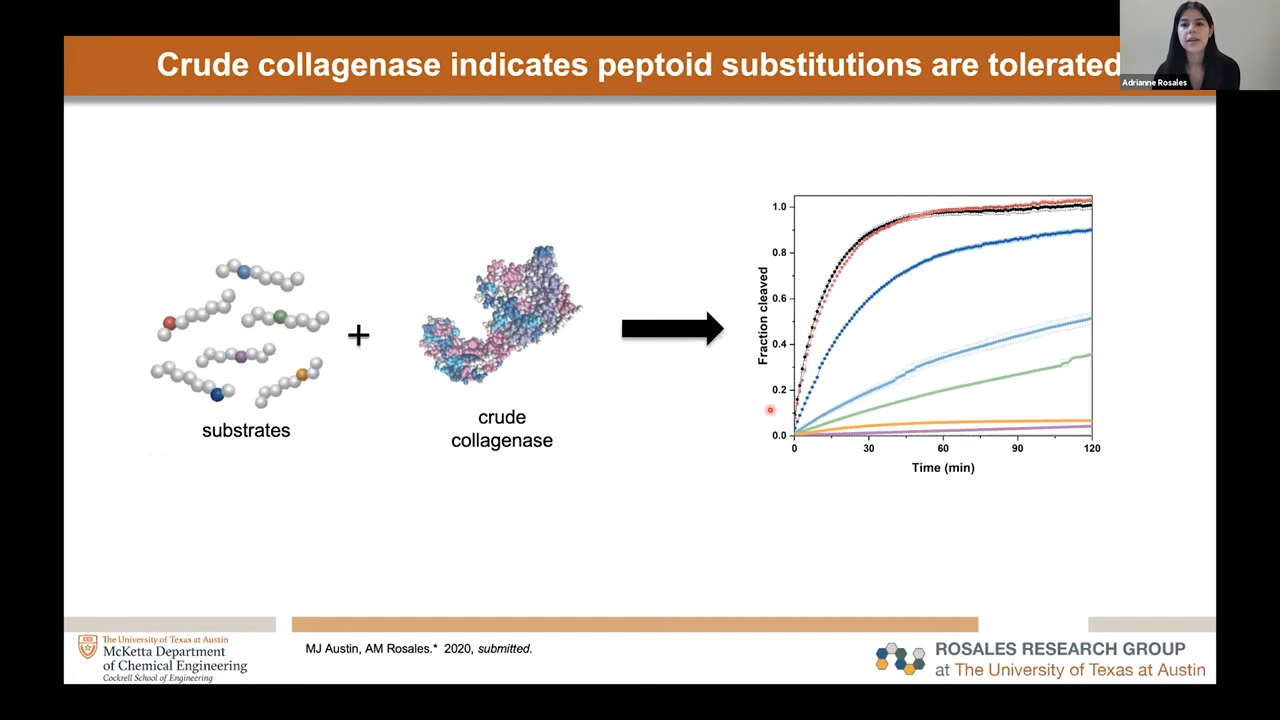 Crude collagenase indicates peptoid substitutions are tolerated
Adrianne Rosales
substrates
+
crude
collagenase
Fraction cleaved
1.0
0.8
0.6
0.4
0.2
0.0
0 30 60 90 120
Time (min)
The University of Texas at Austin
McKetta Department
of Chemical Engineering
Cockrell School of Engineering
MJ Austin, AM Rosales.* 2020, submitted.
ROSALES RESEARCH GROUP
at The University of Texas at Austin